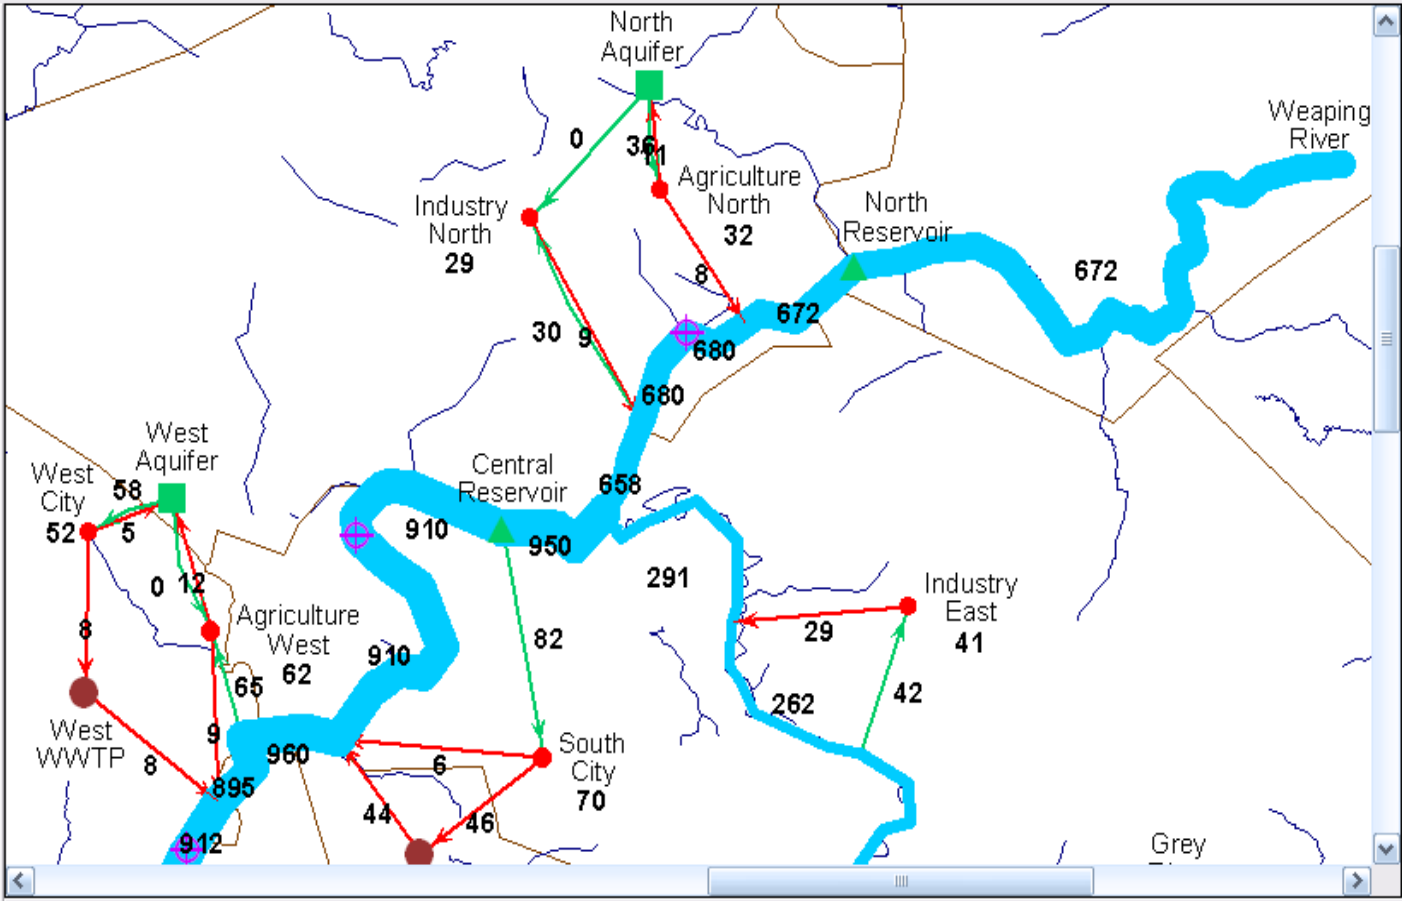 North
Aquifer
0
36
11
Weaping
River
Agriculture
North
32
Industry
North
29
North
Reservoir
8
672
672
30
9
680
680
West
Aquifer
West
City
52
58
5
Central
Reservoir
658
910
950
291
0
12
Industry
East
41
Agriculture
West
62
8
29
82
910
65
42
262
West
WWTP
8
9
960
895
South
City
70
6
44
46
912
Grey